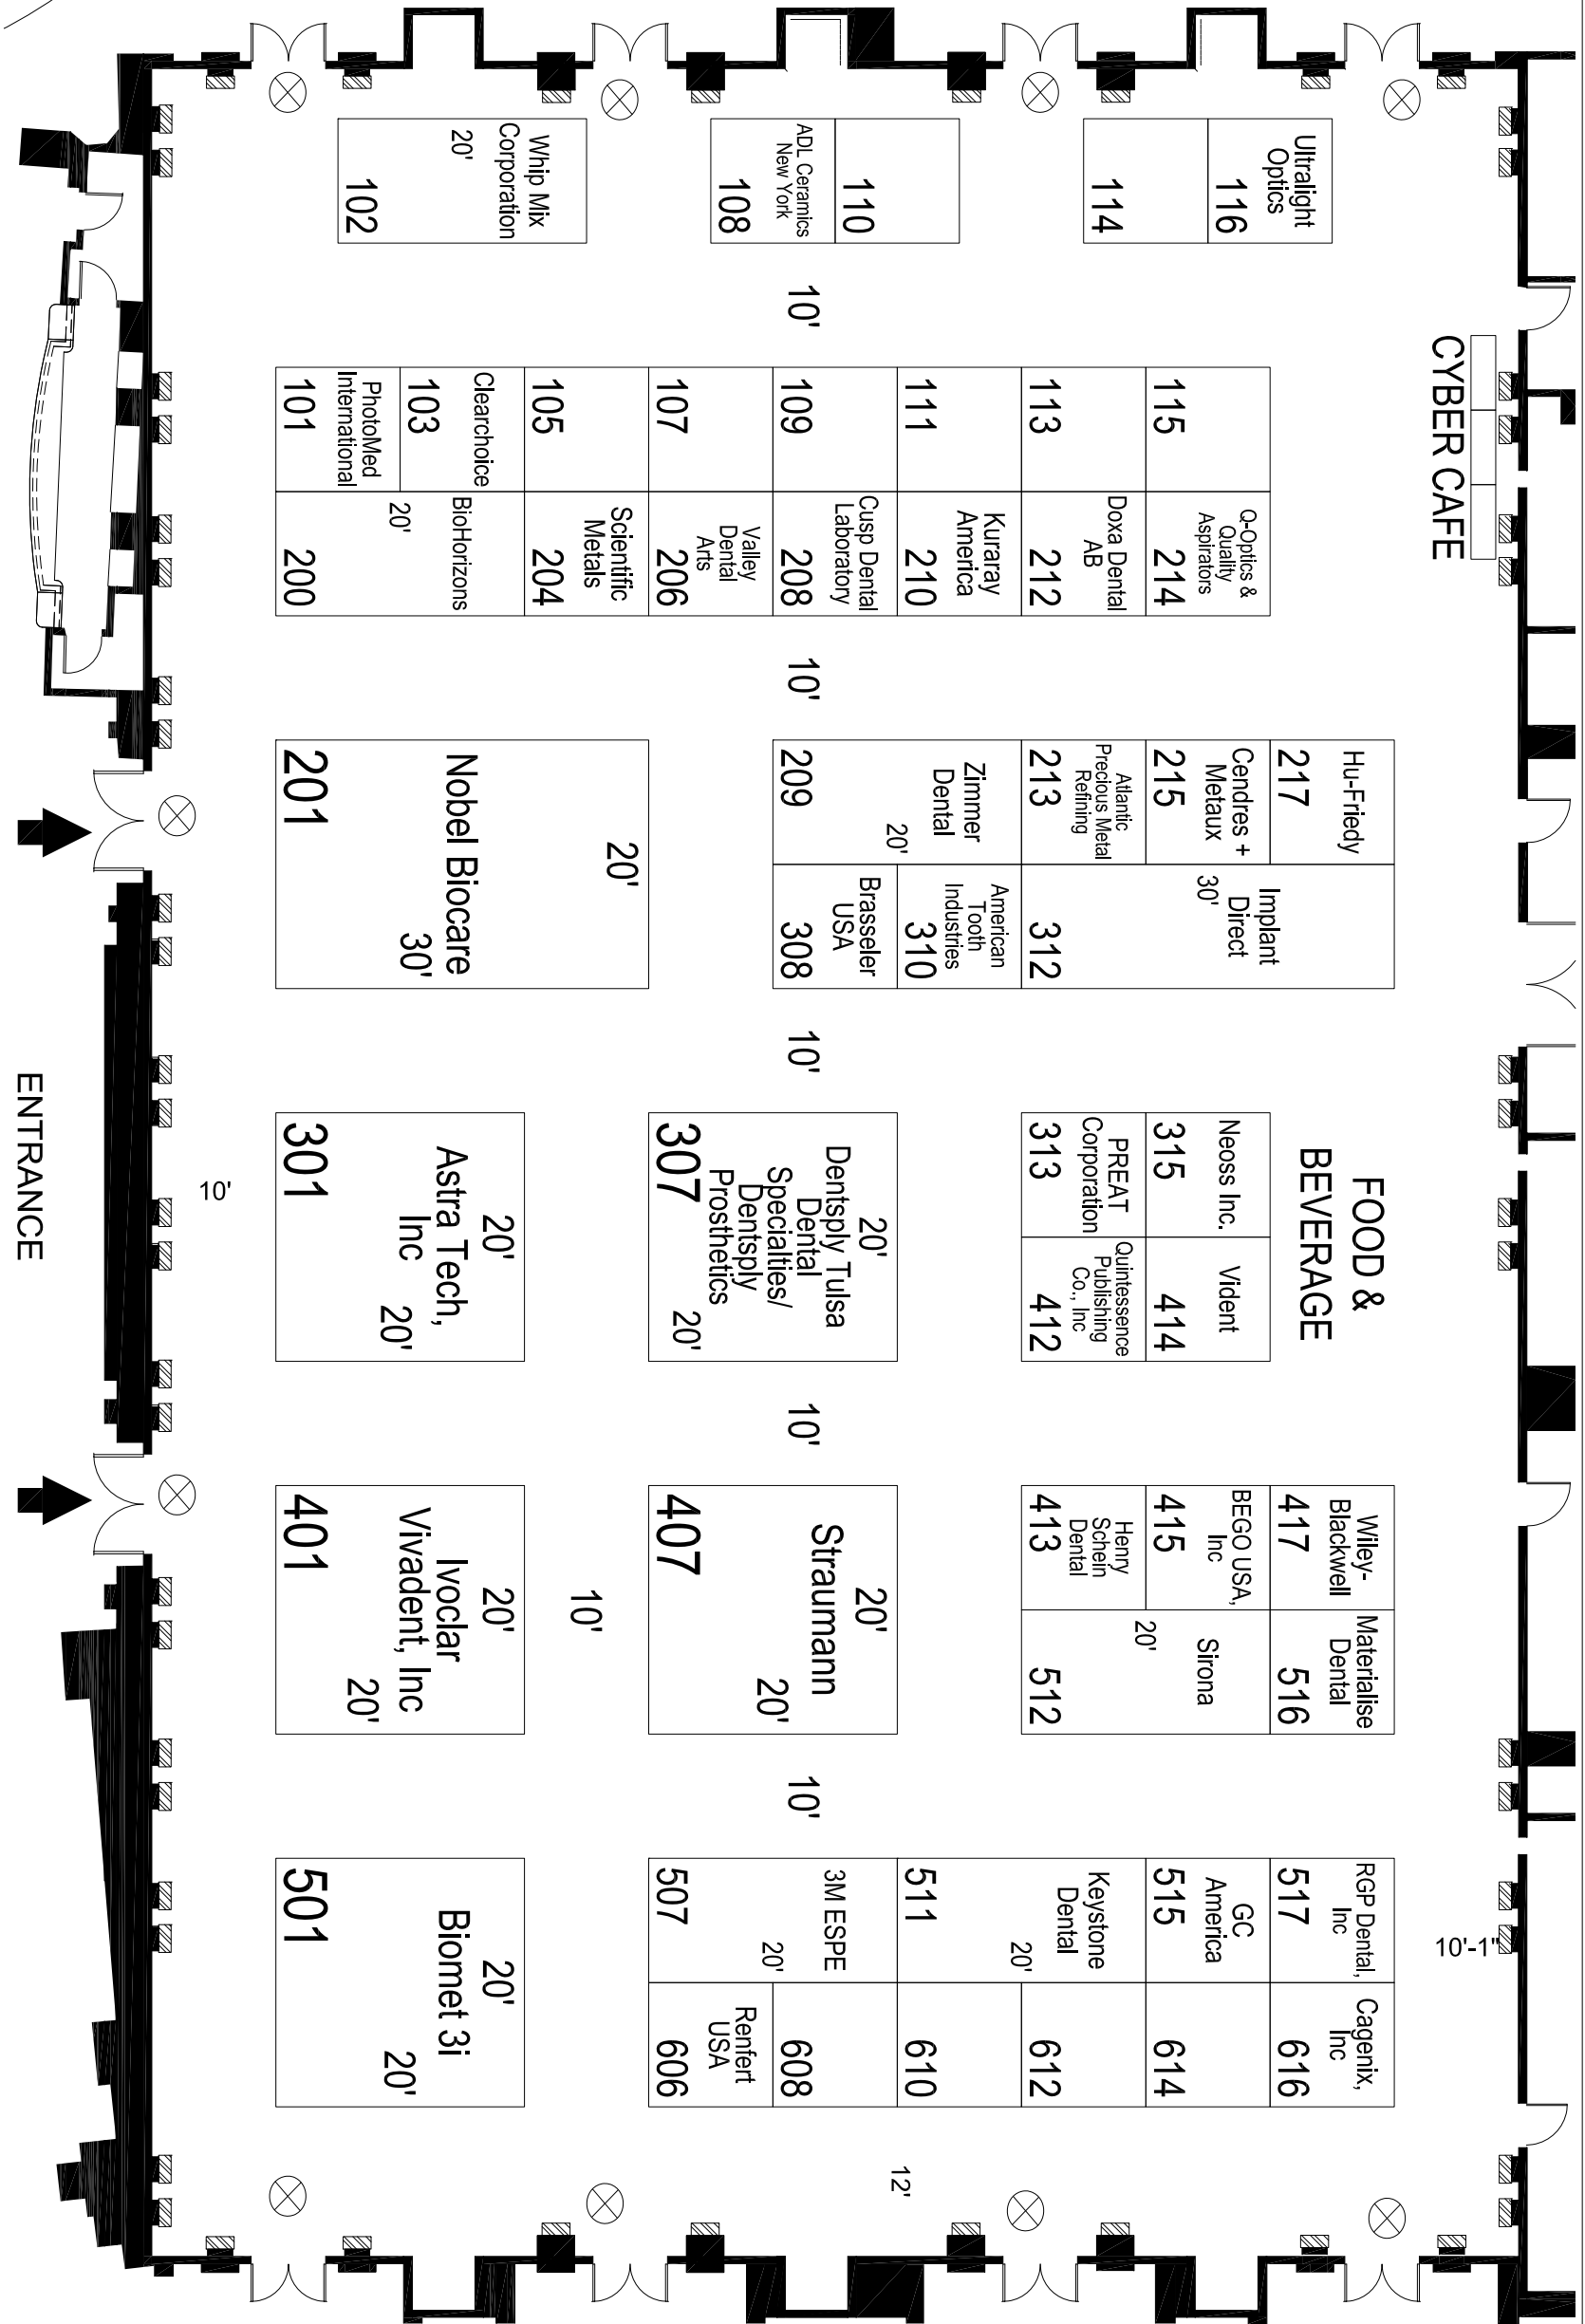 Whip Mix
Corporation
20'
102
ADL Ceramics
New York
108
110
114
Ultralight
Optics
116
10'
CYBER CAFE
PhotoMed
International
101
Clearchoice
103
105
107
109
111
113
115
BioHorizons
20'
200
Scientific
Metals
204
Valley
Dental
Arts
206
Cusp Dental
Laboratory
208
Kuraray
America
210
Doxa Dental
AB
212
Q-Optics &
Quality
Aspirators
214
10'
20'
Nobel Biocare
30'
201
Zimmer
Dental
20'
209
Atlantic
Precious Metal
Refining
213
Cendres +
Metaux
215
Hu-Friedy
217
Brasseler
USA
308
American
Tooth
Industries
310
Implant
Direct
30'
312
10'
10'
20'
Astra Tech,
Inc
20'
301
20'
Dentsply Tulsa
Dental
Specialties/
Dentsply
Prosthetics
20'
307
PREAT
Corporation
313
Neoss Inc.
315
Quintessence
Publishing
Co., Inc
412
Vident
414
FOOD &
BEVERAGE
10'
20'
Ivoclar
Vivadent, Inc
20'
401
10'
20'
Straumann
20'
407
Henry
Schein
Dental
413
BEGO USA,
Inc
415
Wiley-
Blackwell
417
Sirona
20'
512
Materialise
Dental
516
10'
20'
Biomet 3i
20'
501
3M ESPE
20'
507
Keystone
Dental
20'
511
GC
America
515
RGP Dental,
Inc
517
Renfert
USA
606
608
610
612
614
Cagenix,
Inc
616
10'-1"
12'
ENTRANCE